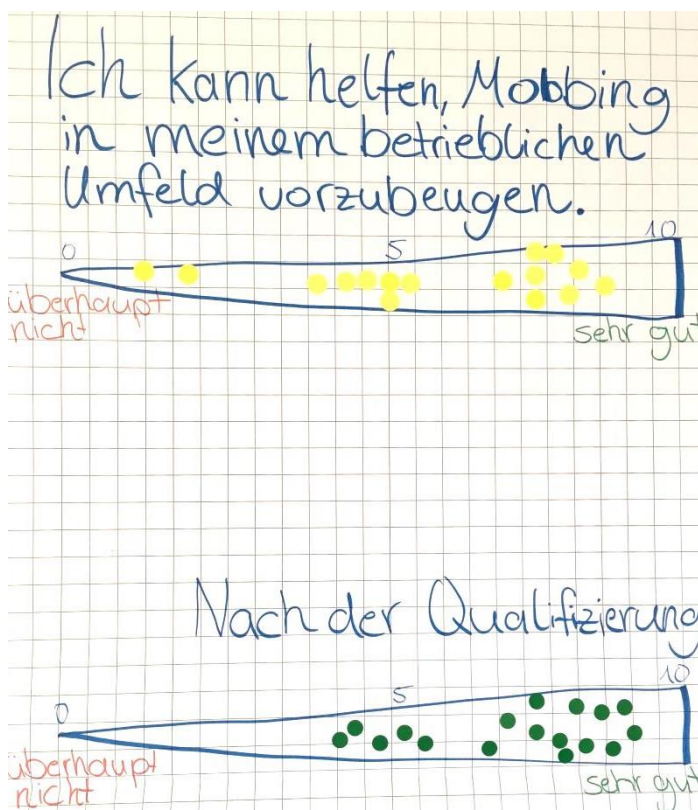 Ich kann helfen, Mobbing
in meinem betrieblichen
Umfeld vorzubeugen.
0 5 10
überhaupt
nicht
sehr gut
Nach der Qualifizierung
0 5 10
überhaupt
nicht
sehr gut